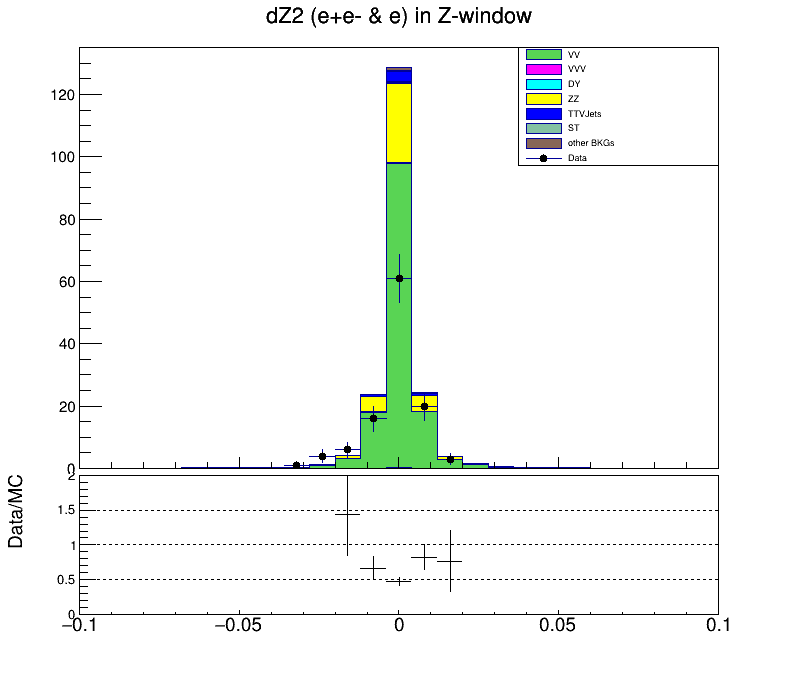 dZ2 (e+e- & e) in Z-window
VV
VVV
DY
ZZ
TTVJets
ST
other BKGs
Data
120
100
80
60
40
20
0
Data/MC
2
1.5
1
0.5
0
−0.1
−0.05
0
0.05
0.1